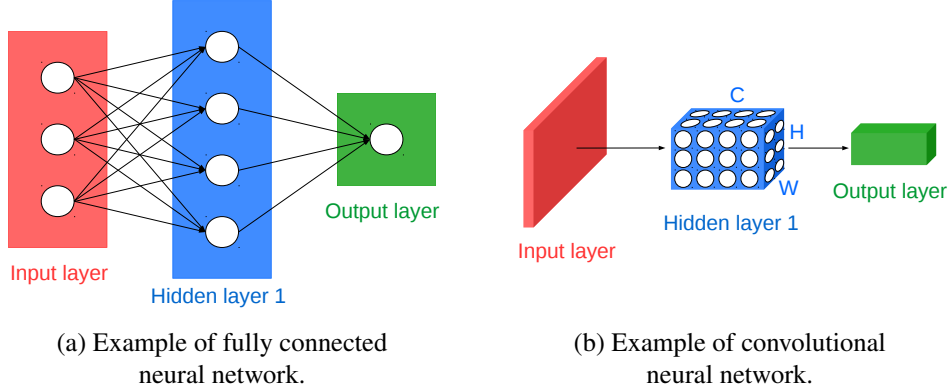 Input layer
Hidden layer 1
Output layer
(a) Example of fully connected
neural network.
C
H
W
Input layer
Hidden layer 1
Output layer
(b) Example of convolutional
neural network.